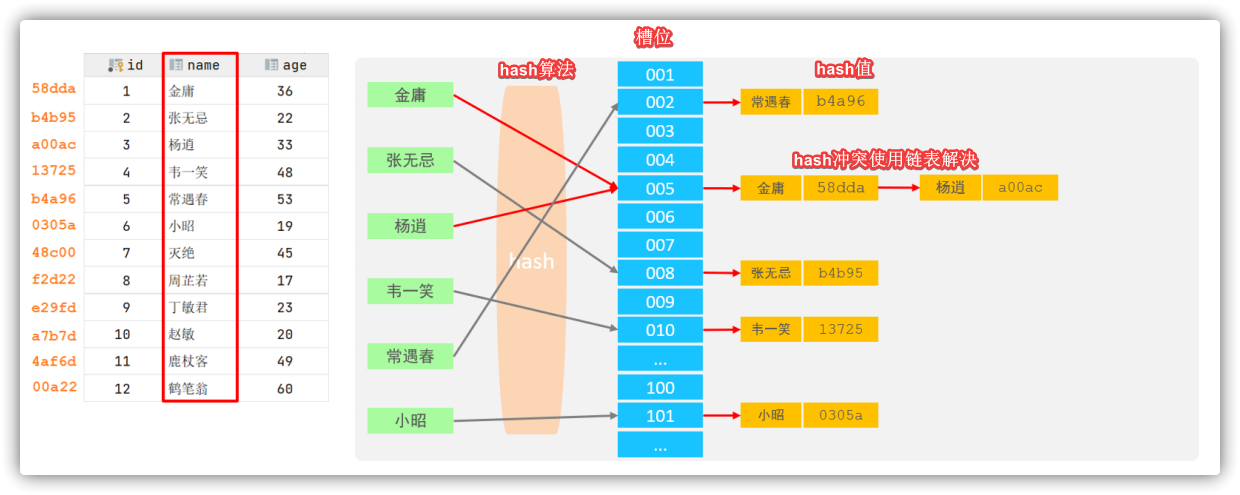 id name age
58dda 1 金庸 36
b4b95 2 张无忌 22
a00ac 3 杨逍 33
13725 4 韦一笑 48
b4a96 5 常遇春 53
0305a 6 小昭 19
48c00 7 灭绝 45
f2d22 8 周芷若 17
e29fd 9 丁敏君 23
a7b7d 10 赵敏 20
4af6d 11 鹿杖客 49
00a22 12 鹤笔翁 60
槽位
hash算法
hash值
金庸
张无忌
杨逍
韦一笑
常遇春
小昭
hash
001
002
003
004
005
006
007
008
009
010
...
100
101
...
常遇春 b4a96
hash冲突使用链表解决
金庸 58dda 杨逍 a00ac
张无忌 b4b95
韦一笑 13725
小昭 0305a